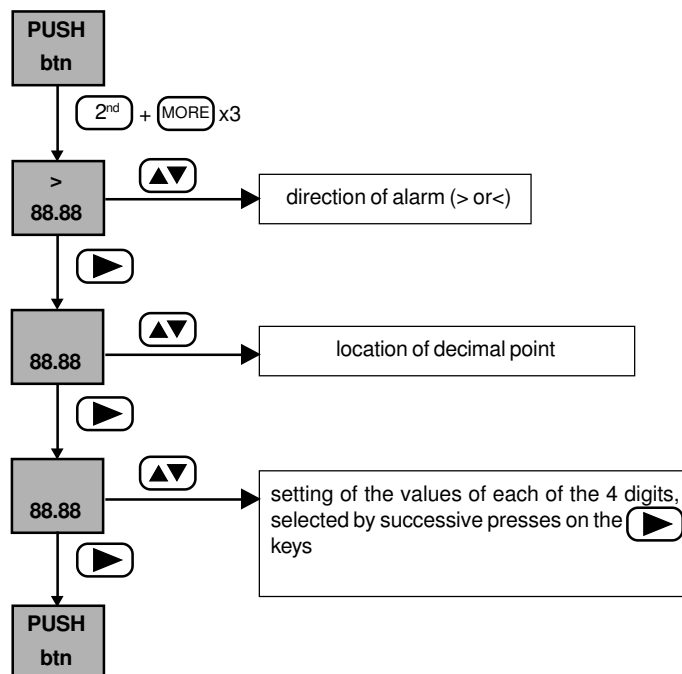 PUSH
btn
2nd + MORE x3
>
88.88
direction of alarm (> or<)
88.88
location of decimal point
88.88
setting of the values of each of the 4 digits,
selected by successive presses on the
keys
PUSH
btn